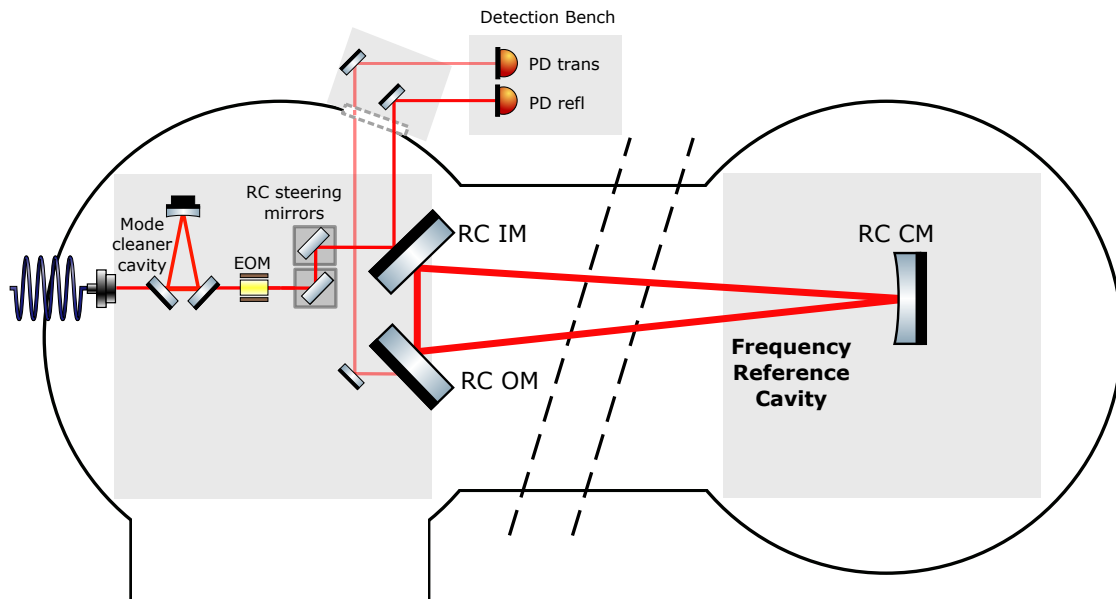 Detection Bench
PD trans
PD refl
RC steering
mirrors
Mode
cleaner
cavity
EOM
RC IM
RC CM
RC OM
Frequency
Reference
Cavity